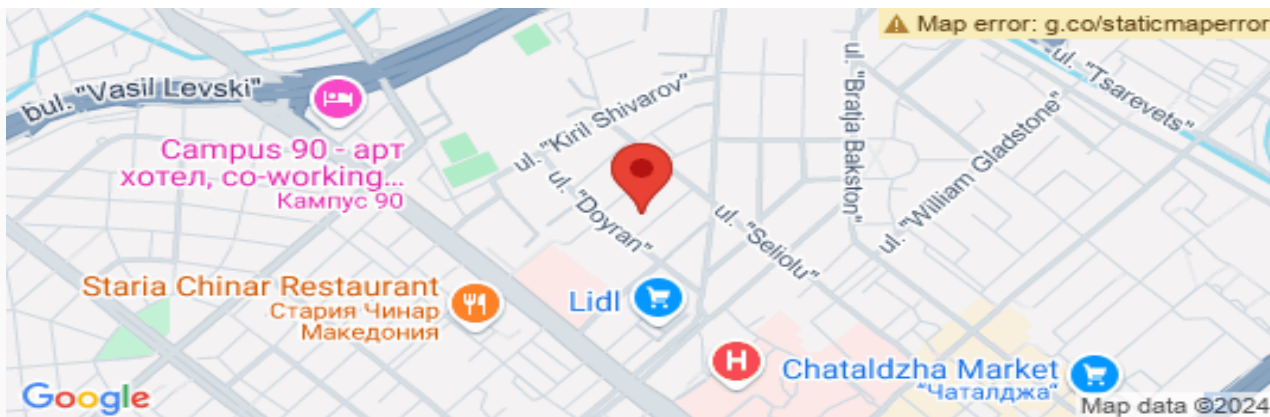 Map error: g.co/staticmaperror
bul. "Vasil Levski"
ul. "Kiril Shivarov"
ul. "Bratja Bakston"
ul. "Tsarevets"
ul. "William Gladstone"
Campus 90 - арт
хотел, co-working...
Кампус 90
ul. "Doyran"
ul. "Seliolu"
Staria Chinar Restaurant
Стария Чинар
Македония
Lidl
H
Chataldzha Market
"Чаталджа"
Google
Map data ©2024